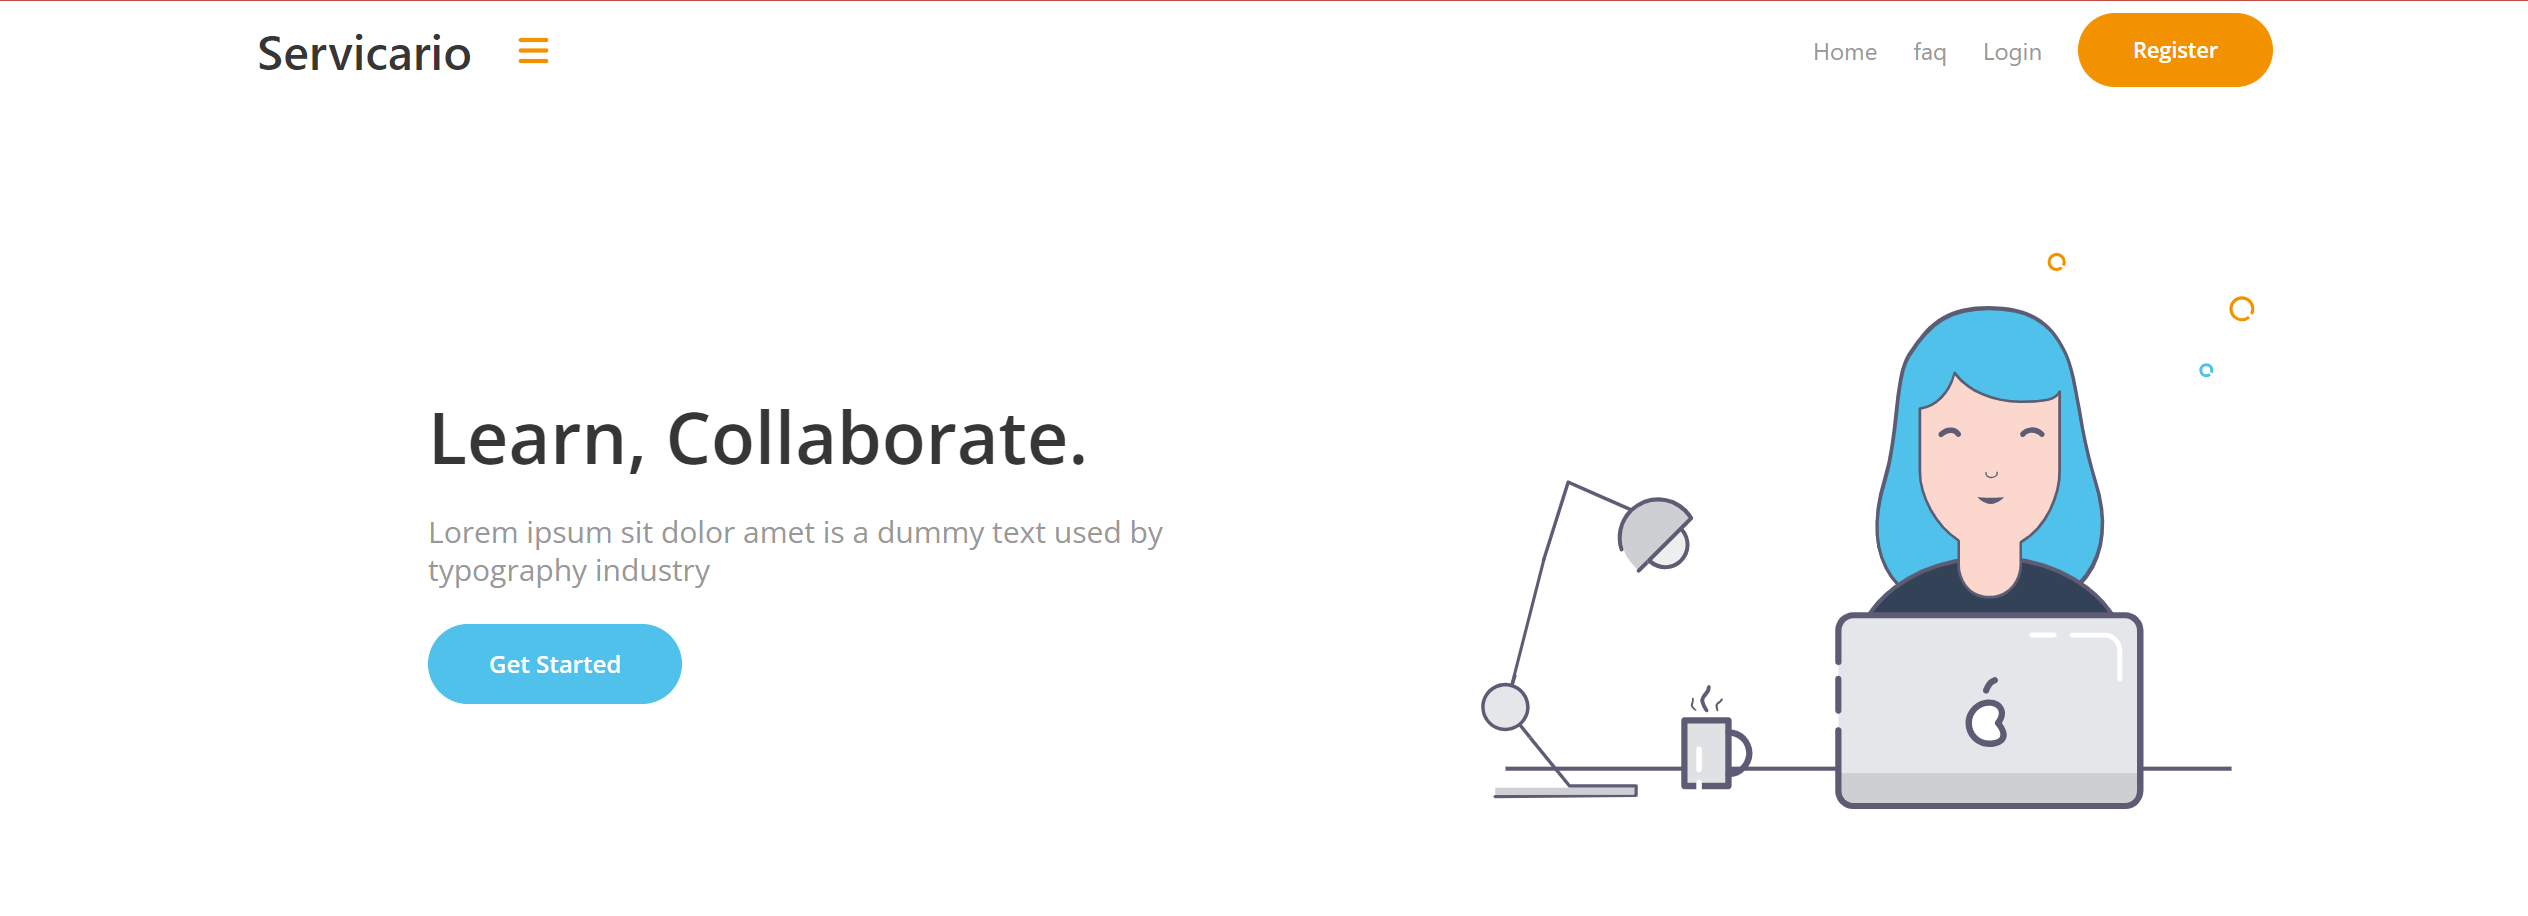 Servicario
Home faq Login Register
Learn, Collaborate.
Lorem ipsum sit dolor amet is a dummy text used by
typography industry
Get Started